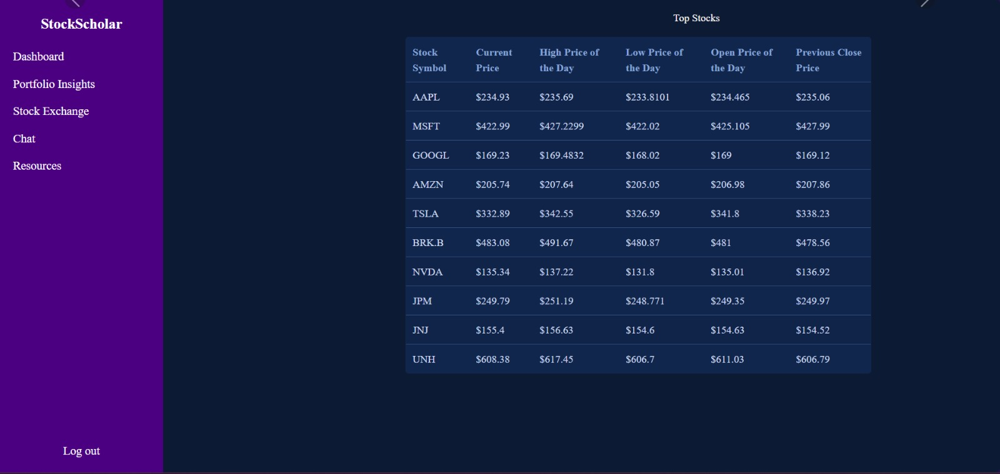 StockScholar
Dashboard
Portfolio Insights
Stock Exchange
Chat
Resources
Log out
Top Stocks
Stock Symbol Current Price High Price of the Day Low Price of the Day Open Price of the Day Previous Close Price
AAPL $234.93 $235.69 $233.8101 $234.465 $235.06
MSFT $422.99 $427.2299 $422.02 $425.105 $427.99
GOOGL $169.23 $169.4832 $168.02 $169 $169.12
AMZN $205.74 $207.64 $205.05 $206.98 $207.86
TSLA $332.89 $342.55 $326.59 $341.8 $338.23
BRK.B $483.08 $491.67 $480.87 $481 $478.56
NVDA $135.34 $137.22 $131.8 $135.01 $136.92
JPM $249.79 $251.19 $248.771 $249.35 $249.97
JNJ $155.4 $156.63 $154.6 $154.63 $154.52
UNH $608.38 $617.45 $606.7 $611.03 $606.79